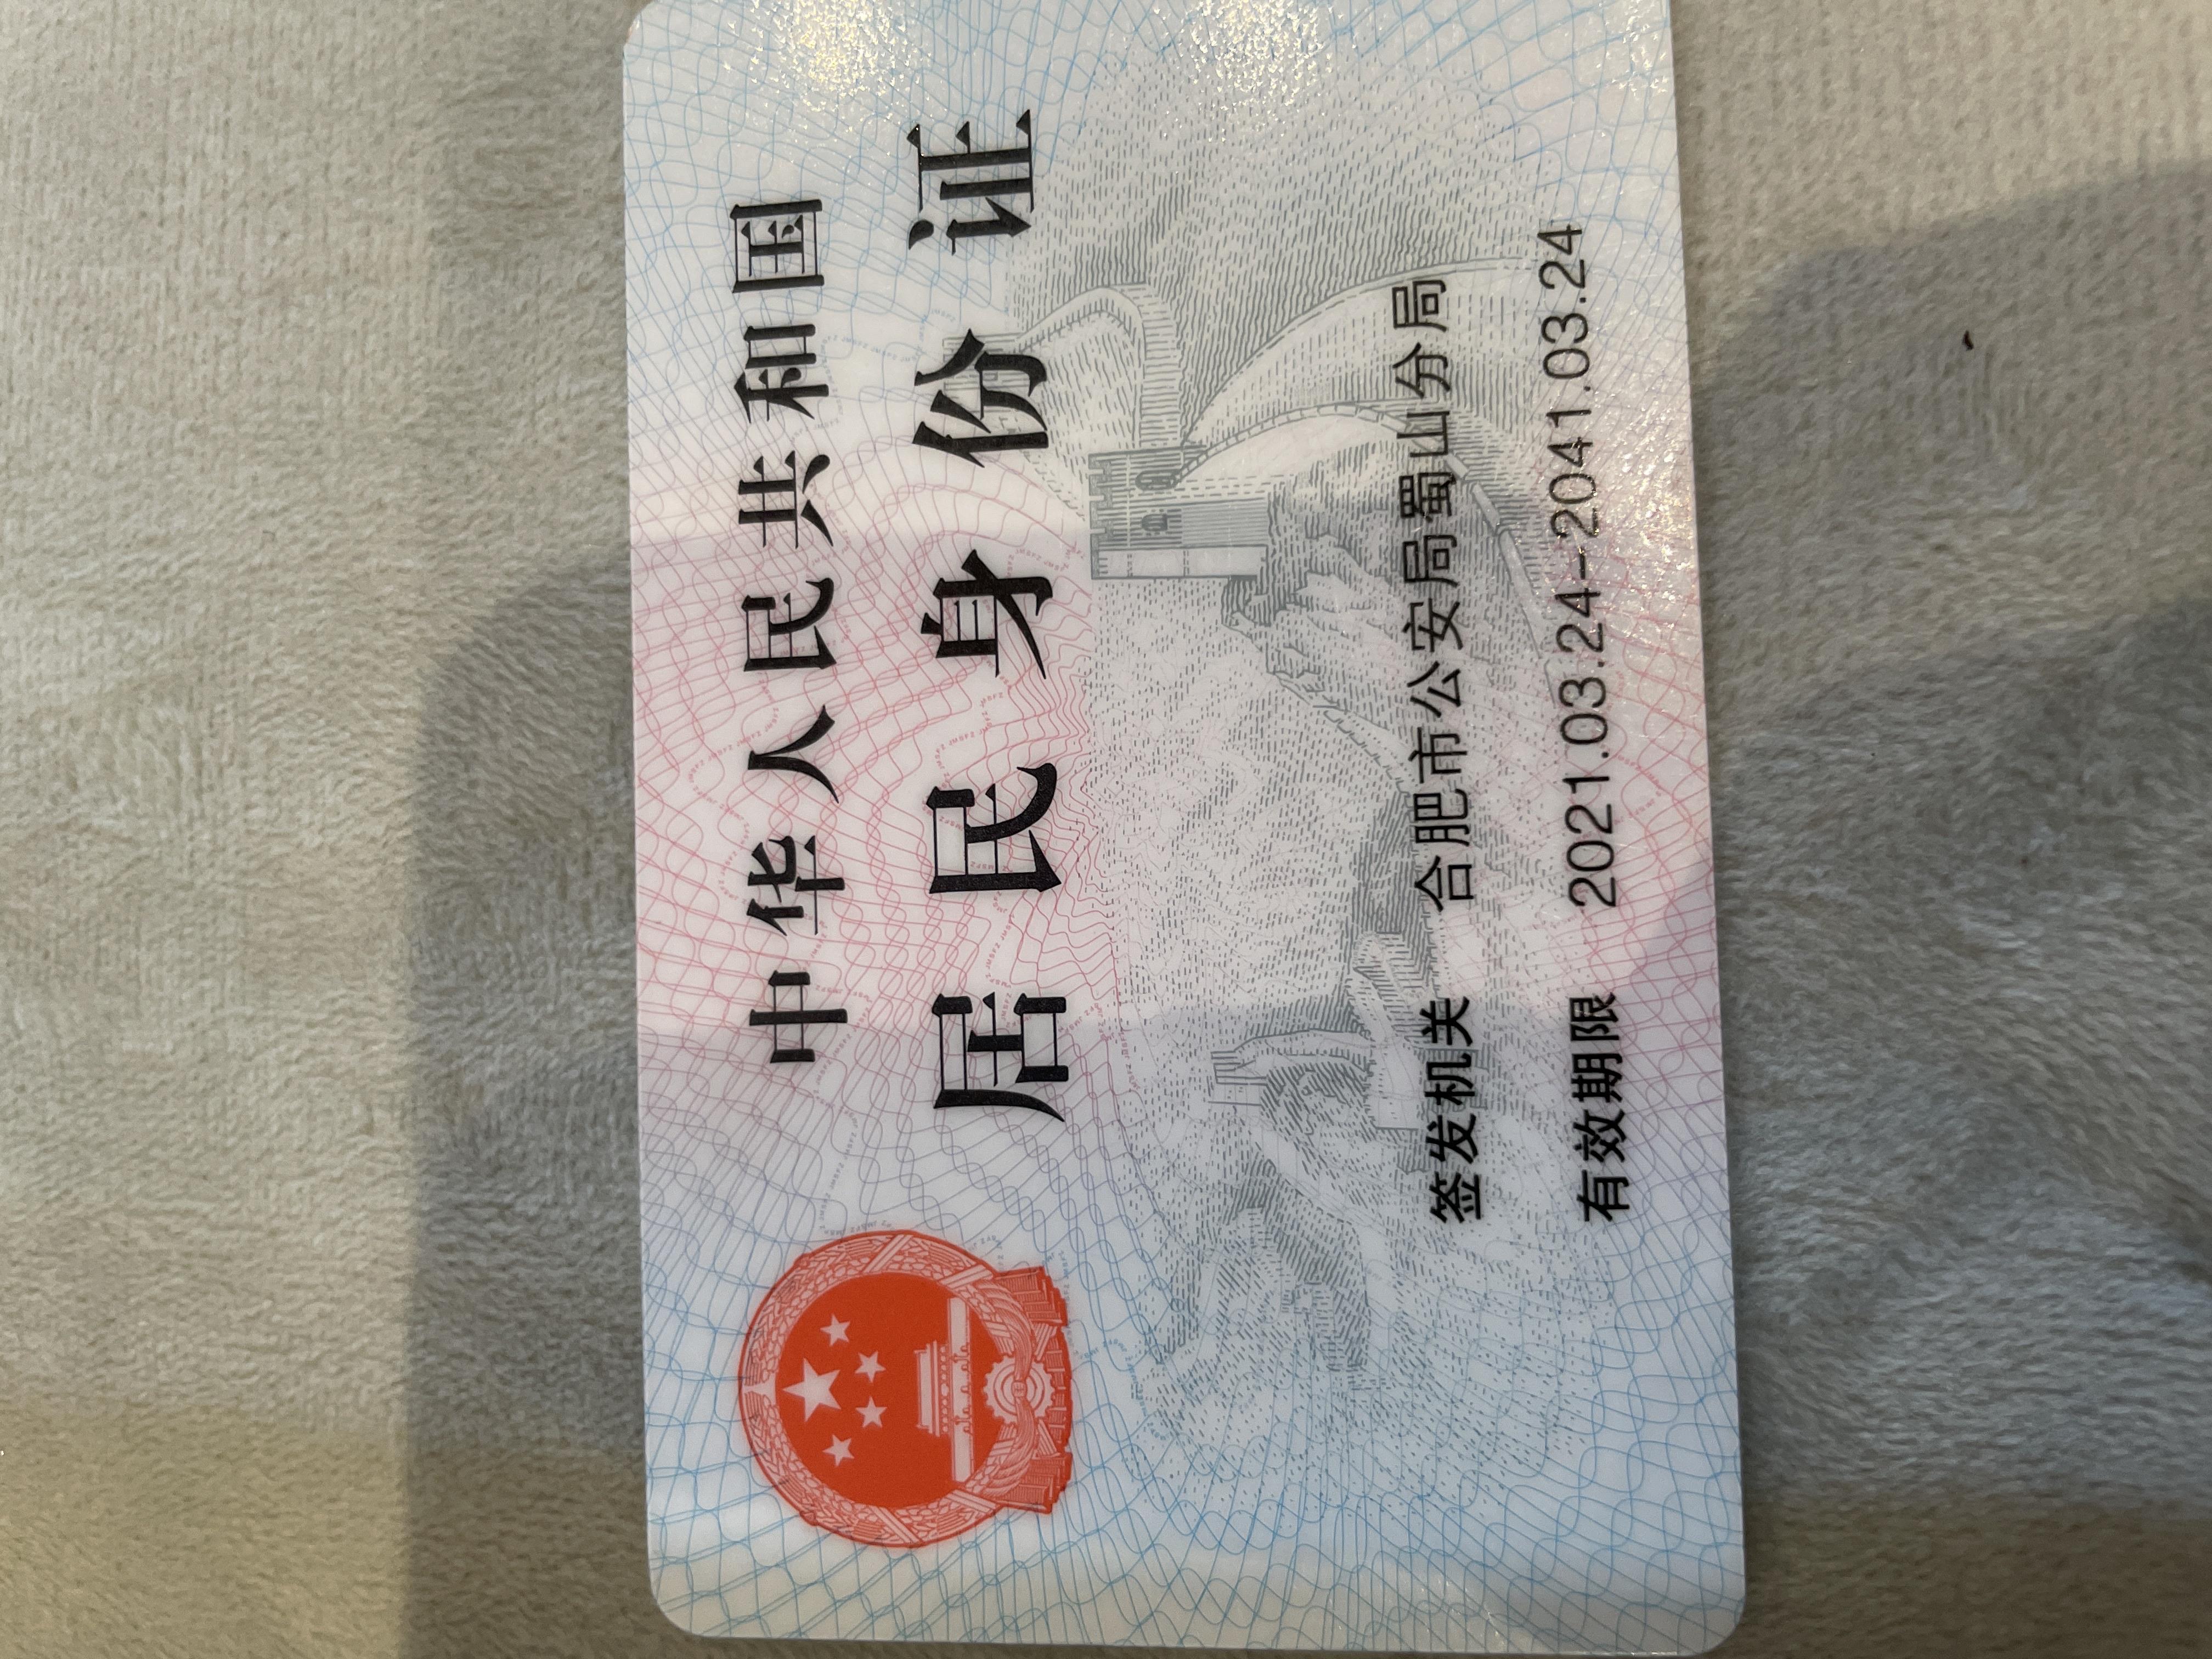 中华人民共和国
居民身份证
签发机关 合肥市公安局蜀山分局
有效期限 2021.03.24-2041.03.24